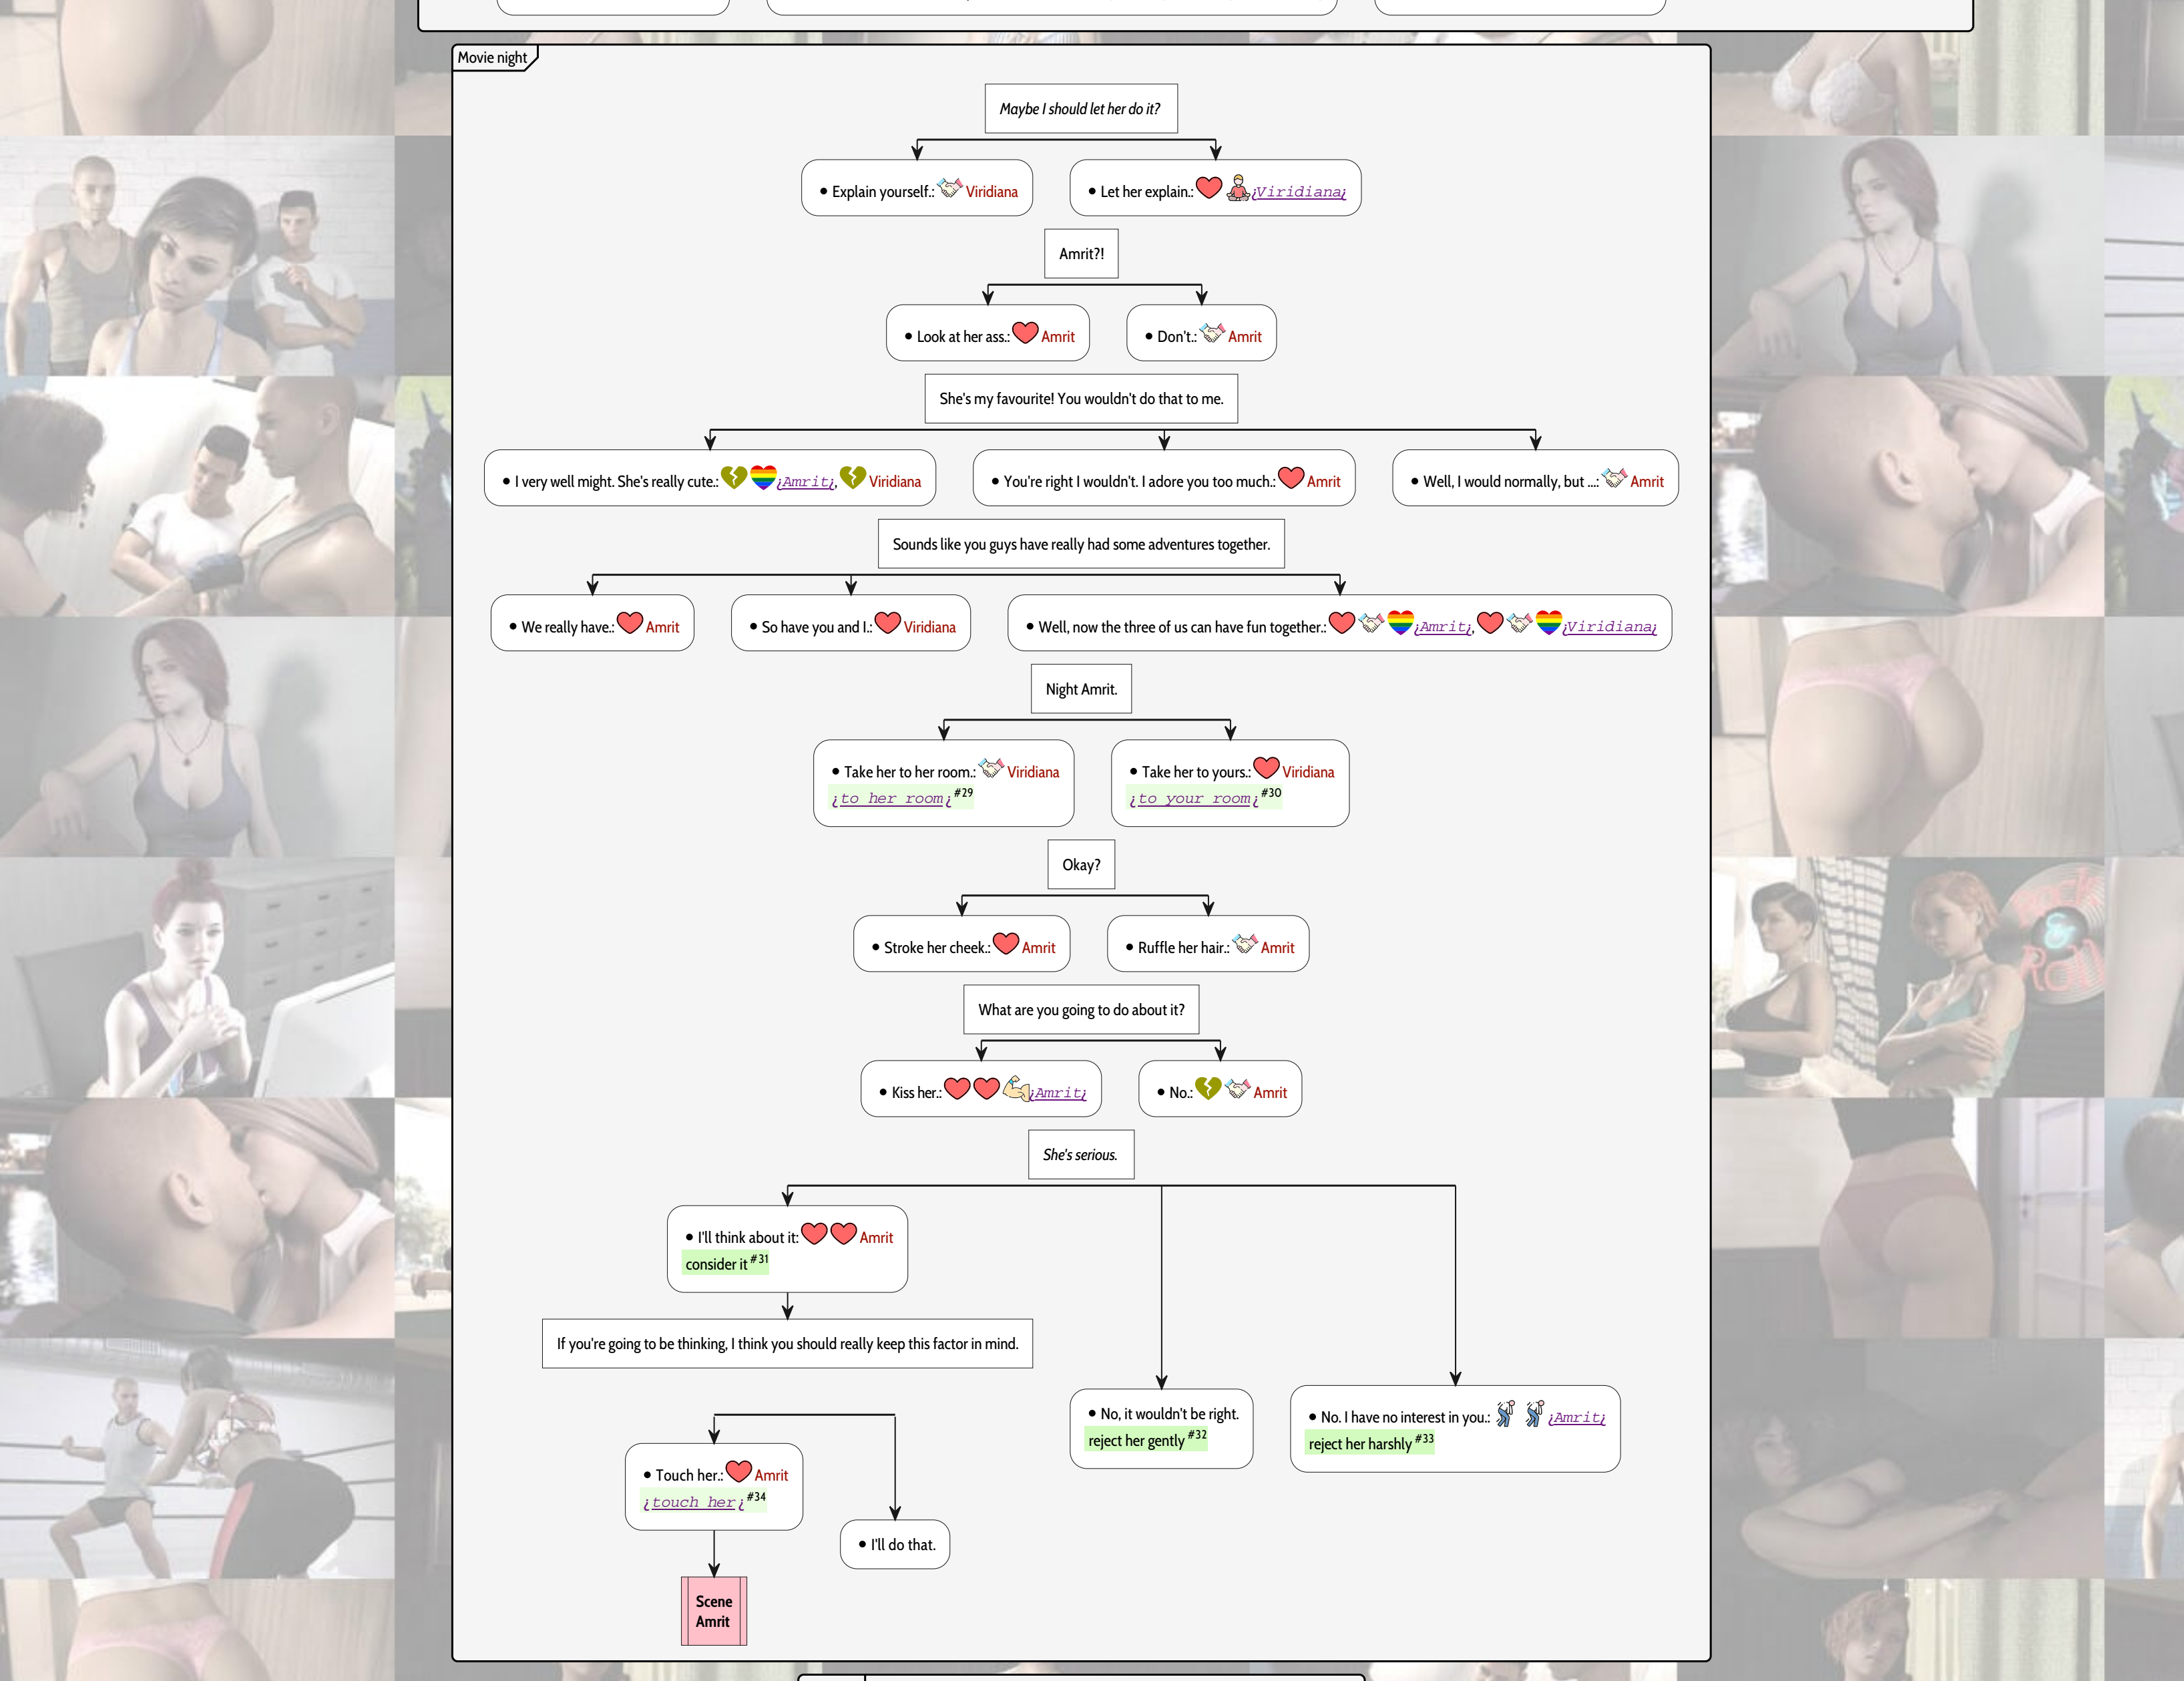 Movie night
Maybe I should let her do it?
• Explain yourself.: Viridiana
• Let her explain.: ¿Viridiana¿
Amrit?!
• Look at her ass.: Amrit
• Don't.: Amrit
She's my favourite! You wouldn't do that to me.
• I very well might. She's really cute.: ¿Amrit¿, Viridiana
• You're right I wouldn't. I adore you too much.: Amrit
• Well, I would normally, but ...: Amrit
Sounds like you guys have really had some adventures together.
• We really have.: Amrit
• So have you and I.: Viridiana
• Well, now the three of us can have fun together.: ¿Amrit¿, ¿Viridiana¿
Night Amrit.
• Take her to her room.: Viridiana
¿to her room¿ #29
• Take her to yours.: Viridiana
¿to your room¿ #30
Okay?
• Stroke her cheek.: Amrit
• Ruffle her hair.: Amrit
What are you going to do about it?
• Kiss her.: ¿Amrit¿
• No.: Amrit
She's serious.
• I'll think about it: Amrit
consider it #31
If you're going to be thinking, I think you should really keep this factor in mind.
• No, it wouldn't be right.
reject her gently #32
• No. I have no interest in you.: ¿Amrit¿
reject her harshly #33
• Touch her.: Amrit
¿touch her¿ #34
• I'll do that.
Scene
Amrit
Rock
&
Roll